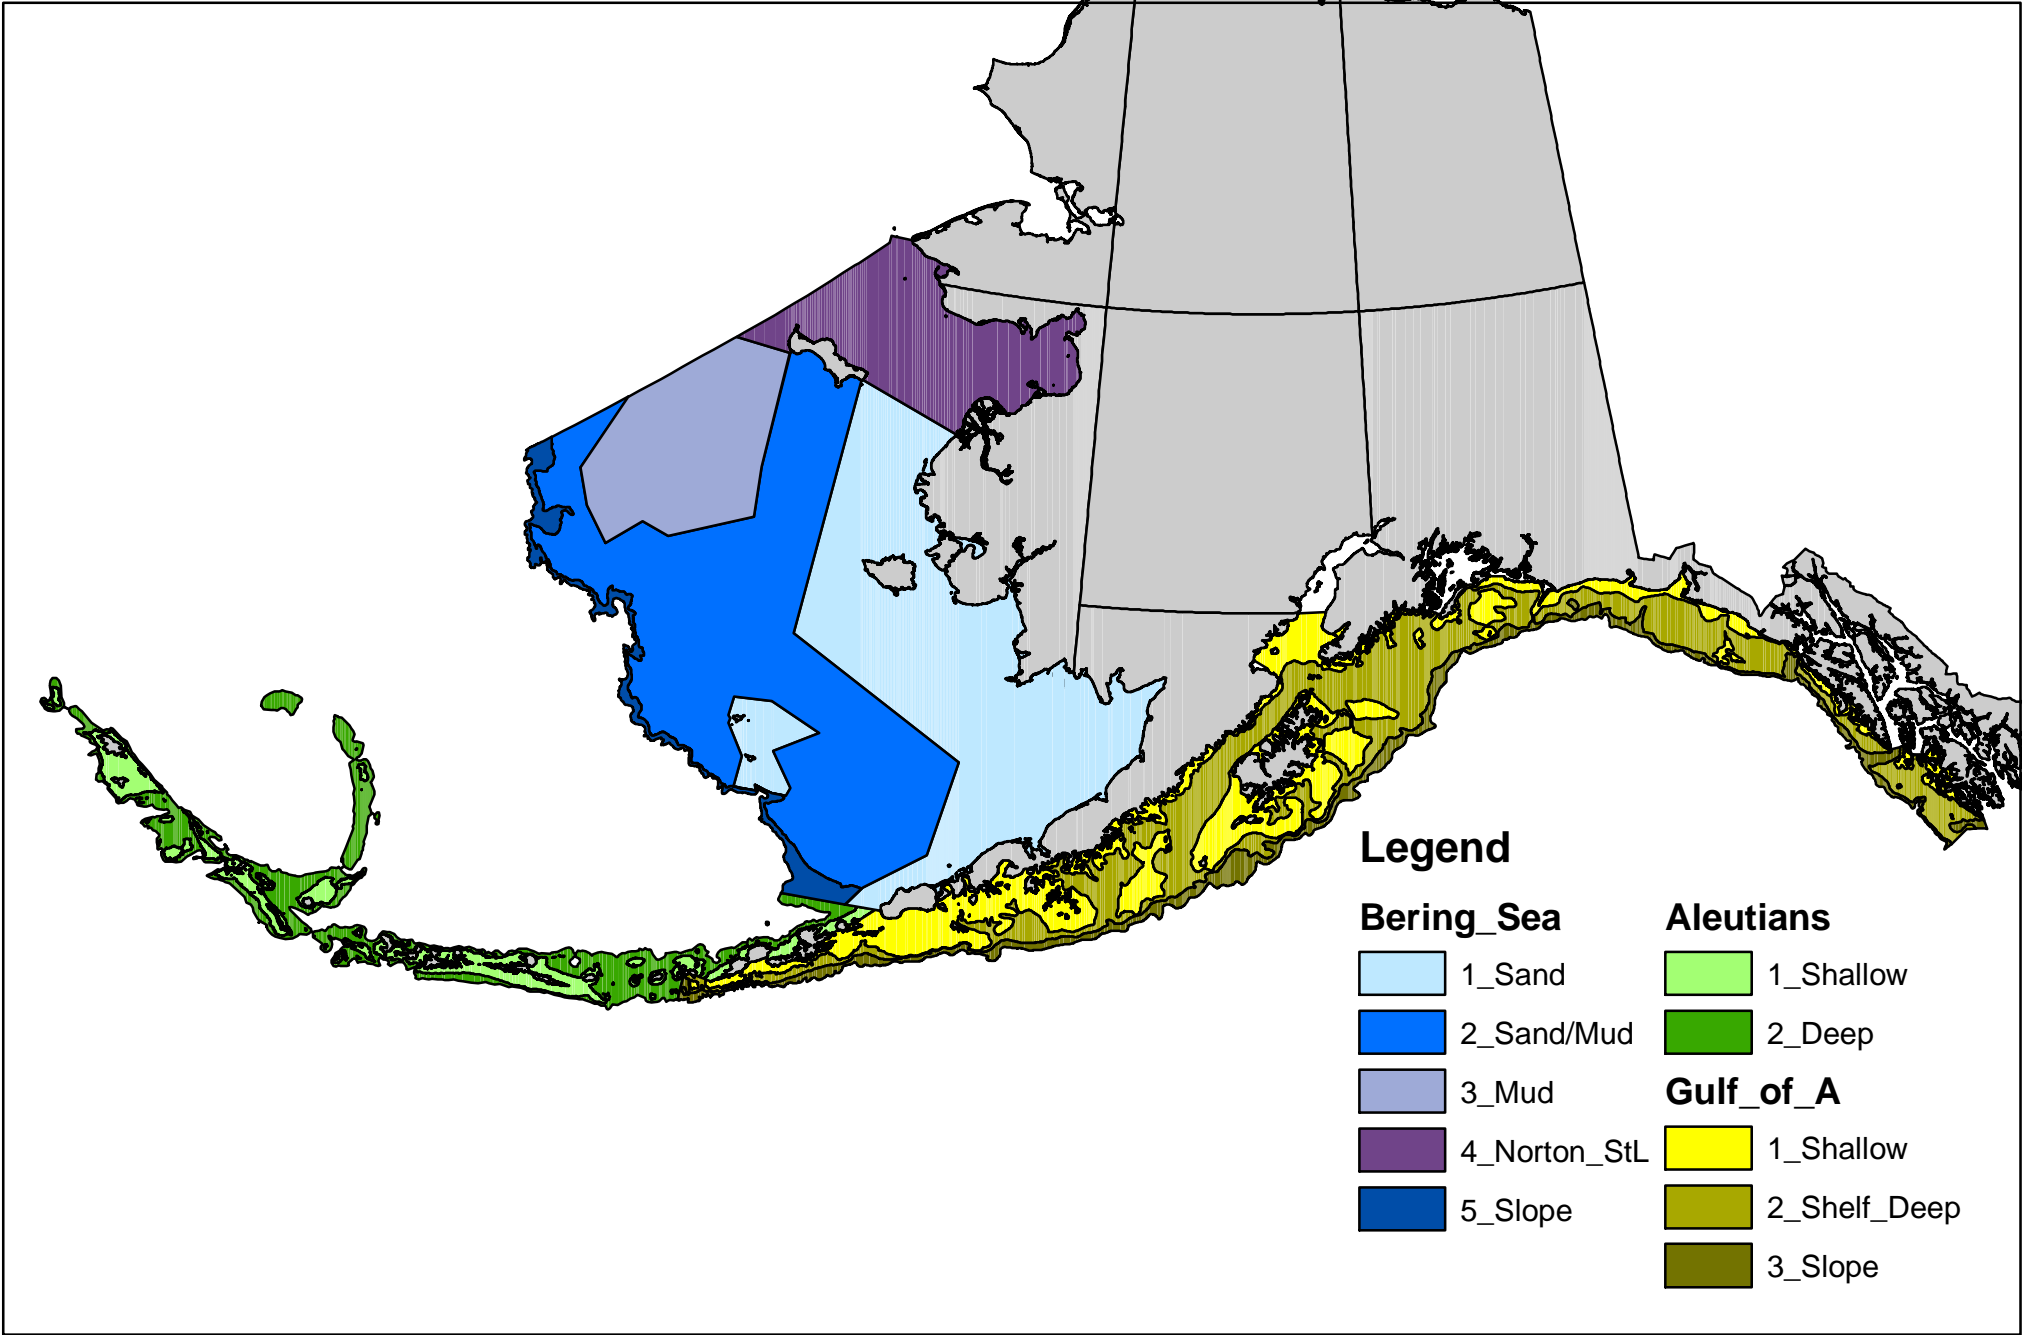 Legend
Bering_Sea
1_Sand
2_Sand/Mud
3_Mud
4_Norton_StL
5_Slope
Aleutians
1_Shallow
2_Deep
Gulf_of_A
1_Shallow
2_Shelf_Deep
3_Slope